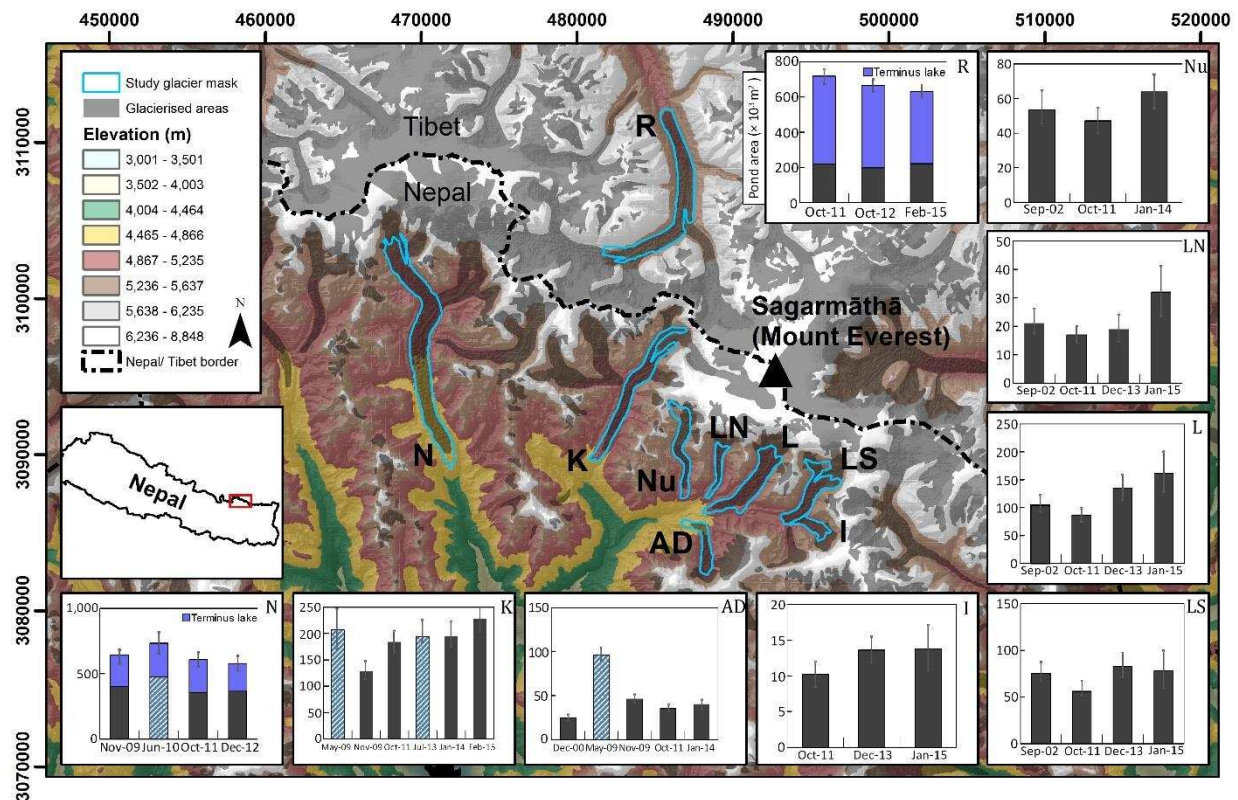 450000 460000 470000 480000 490000 500000 510000 520000
3110000
3100000
3090000
3080000
3070000
Study glacier mask
Glacierised areas
Elevation (m)
3,001 - 3,501
3,502 - 4,003
4,004 - 4,464
4,465 - 4,866
4,867 - 5,235
5,236 - 5,637
5,638 - 6,235
6,236 - 8,848
Nepal/ Tibet border
N
Nepal
Tibet
Nepal
R
Sagarmāthā
(Mount Everest)
N
K
Nu
LN
L
LS
I
AD
R
Terminus lake
Pond area (× 10³ m²)
800
600
400
200
0
Oct-11 Oct-12 Feb-15
Nu
80
60
40
20
0
Sep-02 Oct-11 Jan-14
LN
50
40
30
20
10
0
Sep-02 Oct-11 Dec-13 Jan-15
L
250
200
150
100
50
0
Sep-02 Oct-11 Dec-13 Jan-15
N
Terminus lake
1,000
500
0
Nov-09 Jun-10 Oct-11 Dec-12
K
250
200
150
100
50
0
May-09 Nov-09 Oct-11 Jul-13 Jan-14 Feb-15
AD
150
100
50
0
Dec-00 May-09 Nov-09 Oct-11 Jan-14
I
20
15
10
5
0
Oct-11 Dec-13 Jan-15
LS
150
100
50
0
Sep-02 Oct-11 Dec-13 Jan-15